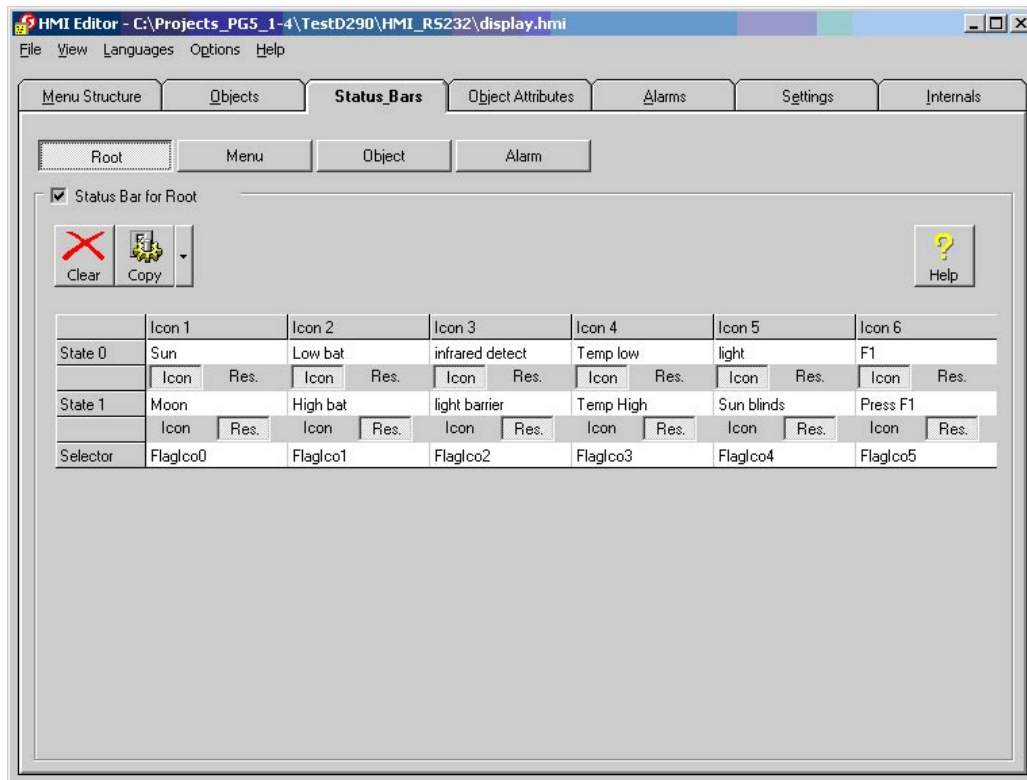 HMI Editor - C:\Projects_PG5_1-4\TestD290\HMI_RS232\display.hmi
File View Languages Options Help
Menu Structure Objects Status_Bars Object Attributes Alarms Settings Internals
Root Menu Object Alarm
Status Bar for Root
Clear Copy Help
Icon 1 Icon 2 Icon 3 Icon 4 Icon 5 Icon 6
State 0 Sun Low bat infrared detect Temp low light F1
Icon Res. Icon Res. Icon Res. Icon Res. Icon Res. Icon Res.
State 1 Moon High bat light barrier Temp High Sun blinds Press F1
Icon Res. Icon Res. Icon Res. Icon Res. Icon Res. Icon Res.
Selector FlagIco0 FlagIco1 FlagIco2 FlagIco3 FlagIco4 FlagIco5